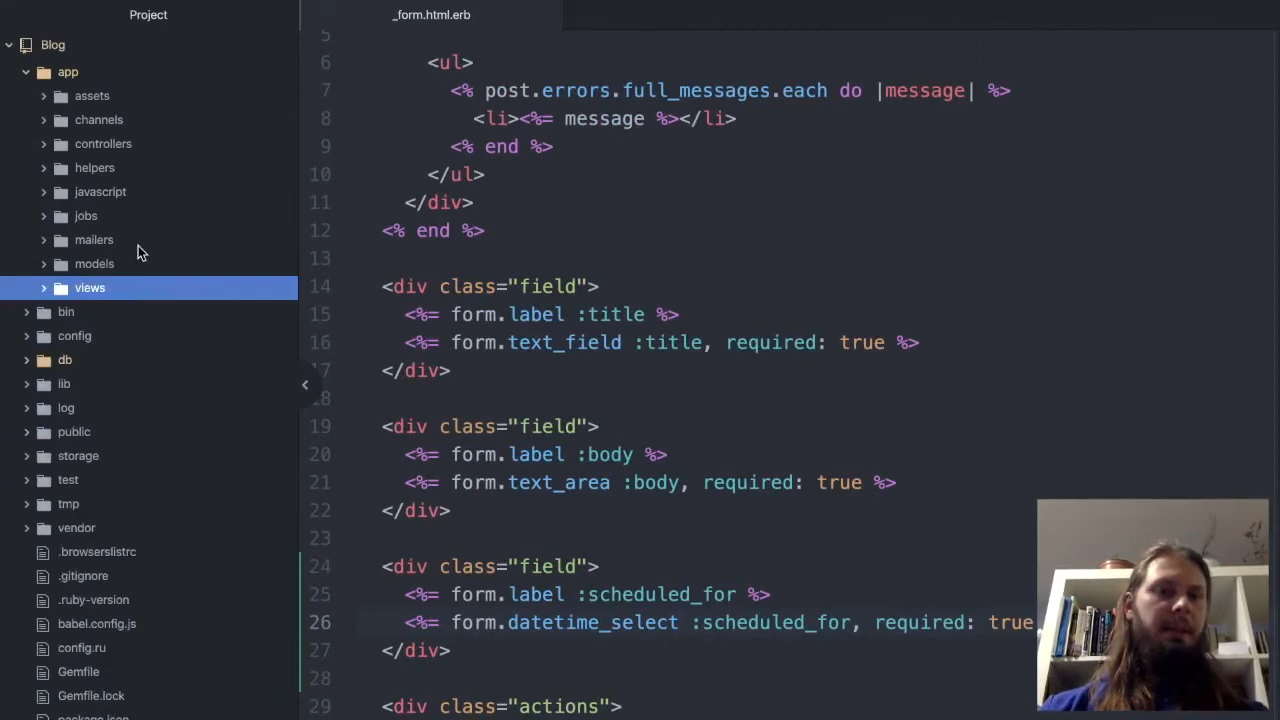 Project
Blog
app
assets
channels
controllers
helpers
javascript
jobs
mailers
models
views
bin
config
db
lib
log
public
storage
test
tmp
vendor
.browserslistrc
.gitignore
.ruby-version
babel.config.js
config.ru
Gemfile
Gemfile.lock
package.json
_form.html.erb
5
6 <ul>
7 <% post.errors.full_messages.each do |message| %>
8 <li><%= message %></li>
9 <% end %>
10 </ul>
11 </div>
12 <% end %>
13
14 <div class="field">
15 <%= form.label :title %>
16 <%= form.text_field :title, required: true %>
17 </div>
18
19 <div class="field">
20 <%= form.label :body %>
21 <%= form.text_area :body, required: true %>
22 </div>
23
24 <div class="field">
25 <%= form.label :scheduled_for %>
26 <%= form.datetime_select :scheduled_for, required: true
27 </div>
28
29 <div class="actions">